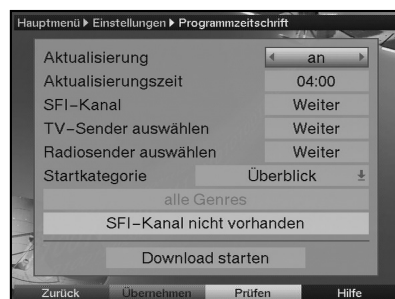 Hauptmenü ▶ Einstellungen ▶ Programmzeitschrift
Aktualisierung an
Aktualisierungszeit 04:00
SFI-Kanal Weiter
TV-Sender auswählen Weiter
Radiosender auswählen Weiter
Startkategorie Überblick
alle Genres
SFI-Kanal nicht vorhanden
Download starten
Zurück Übernehmen Prüfen Hilfe